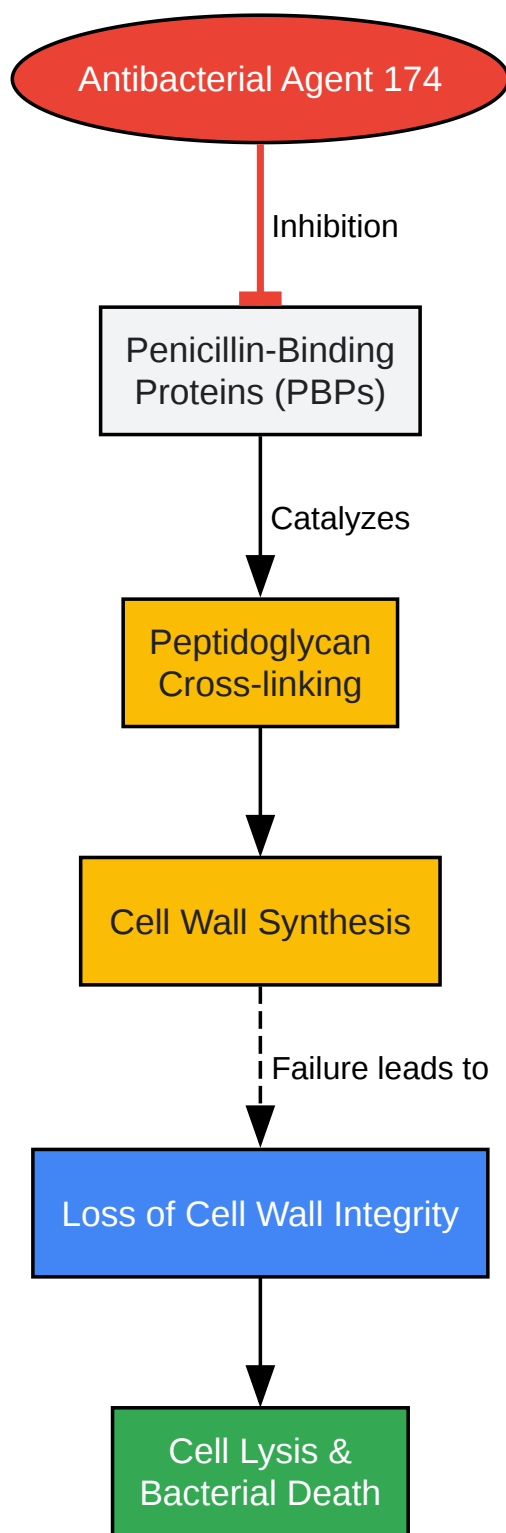 Antibacterial Agent 174
Inhibition
Penicillin-Binding
Proteins (PBPs)
Catalyzes
Peptidoglycan
Cross-linking
Cell Wall Synthesis
Failure leads to
Loss of Cell Wall Integrity
Cell Lysis &
Bacterial Death